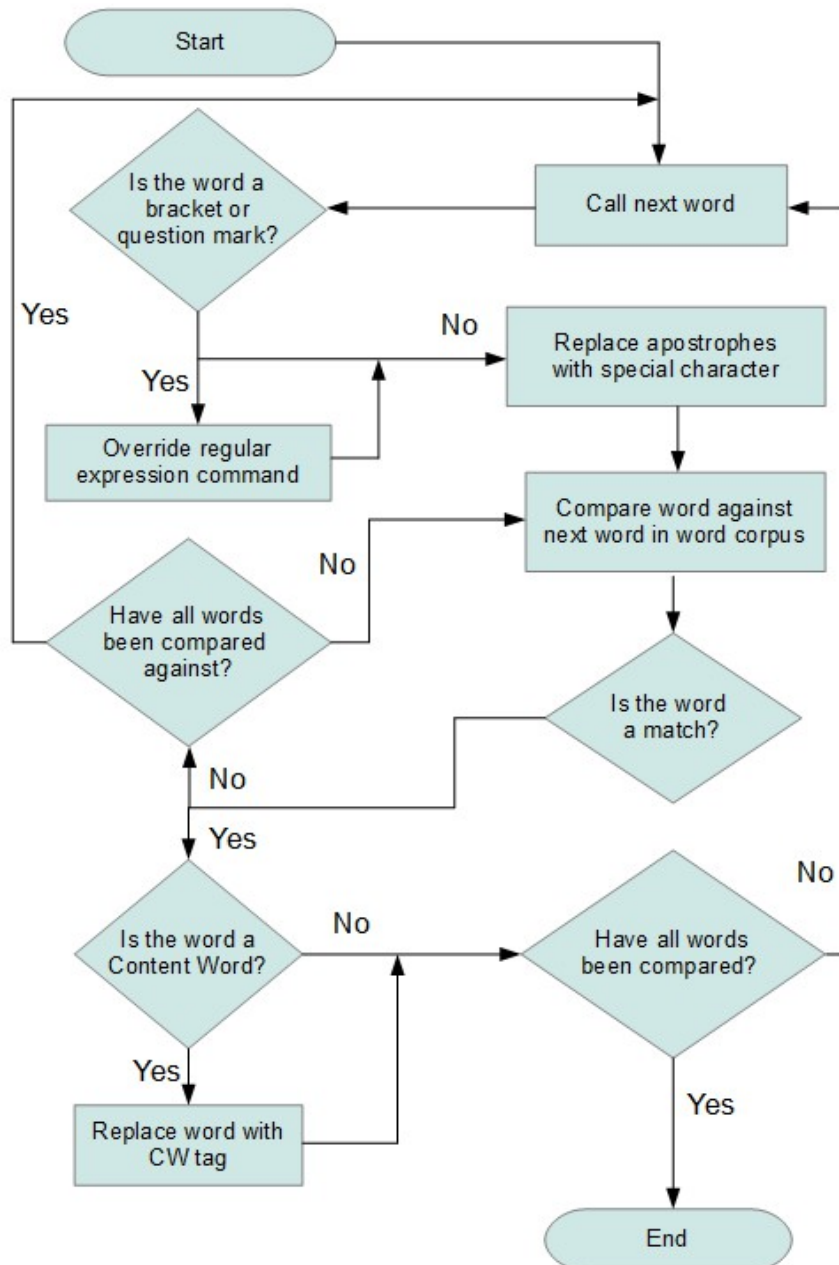 Start
Is the word a
bracket or
question mark?
Call next word
Yes
No
Replace apostrophes
with special character
Yes
Override regular
expression command
Compare word against
next word in word corpus
No
Have all words
been compared
against?
Is the word
a match?
No
Yes
No
Is the word a
Content Word?
No
Have all words
been compared?
Yes
Replace word with
CW tag
Yes
End